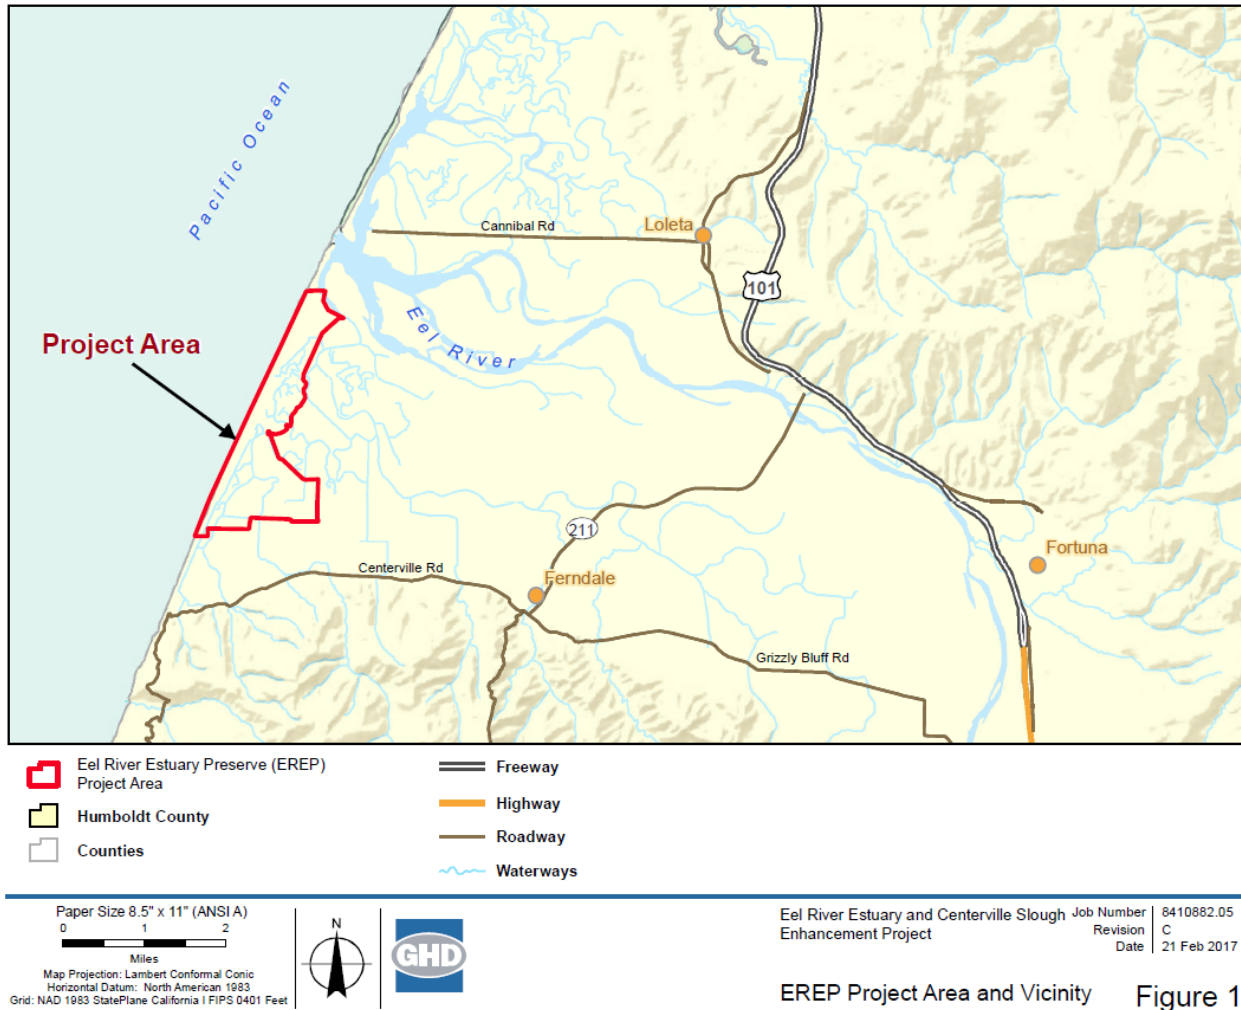 Pacific Ocean
Cannibal Rd
Loleta
101
Eel River
Project Area
211
Centerville Rd
Ferndale
Fortuna
Grizzly Bluff Rd
Eel River Estuary Preserve (EREP)
Project Area
Humboldt County
Counties
Freeway
Highway
Roadway
Waterways
Paper Size 8.5" x 11" (ANSI A)
0 1 2
Miles
Map Projection: Lambert Conformal Conic
Horizontal Datum: North American 1983
Grid: NAD 1983 StatePlane California I FIPS 0401 Feet
N
GHD
Eel River Estuary and Centerville Slough
Enhancement Project
Job Number 8410882.05
Revision C
Date 21 Feb 2017
EREP Project Area and Vicinity
Figure 1